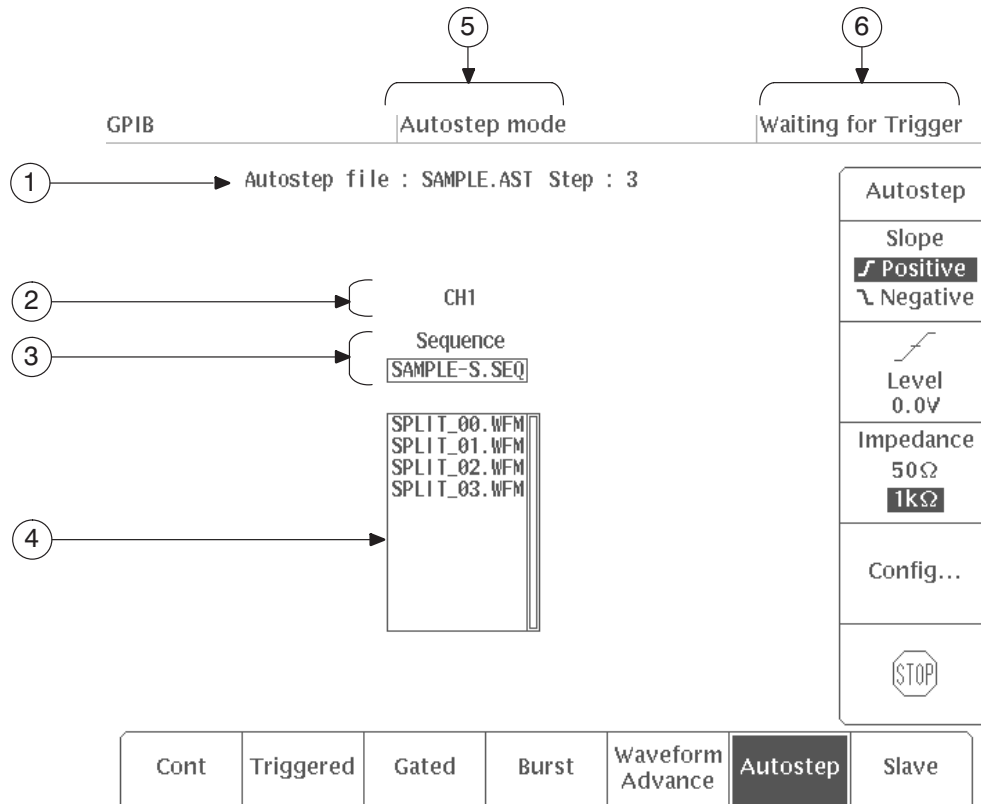 5
6
GPIB Autostep mode Waiting for Trigger
1
Autostep file : SAMPLE.AST Step : 3
2
CH1
3
Sequence
SAMPLE-S.SEQ
4
SPLIT_00.WFM
SPLIT_01.WFM
SPLIT_02.WFM
SPLIT_03.WFM
Autostep
Slope
Positive
Negative
Level
0.0V
Impedance
50Ω
1kΩ
Config...
STOP
Cont
Triggered
Gated
Burst
Waveform
Advance
Autostep
Slave